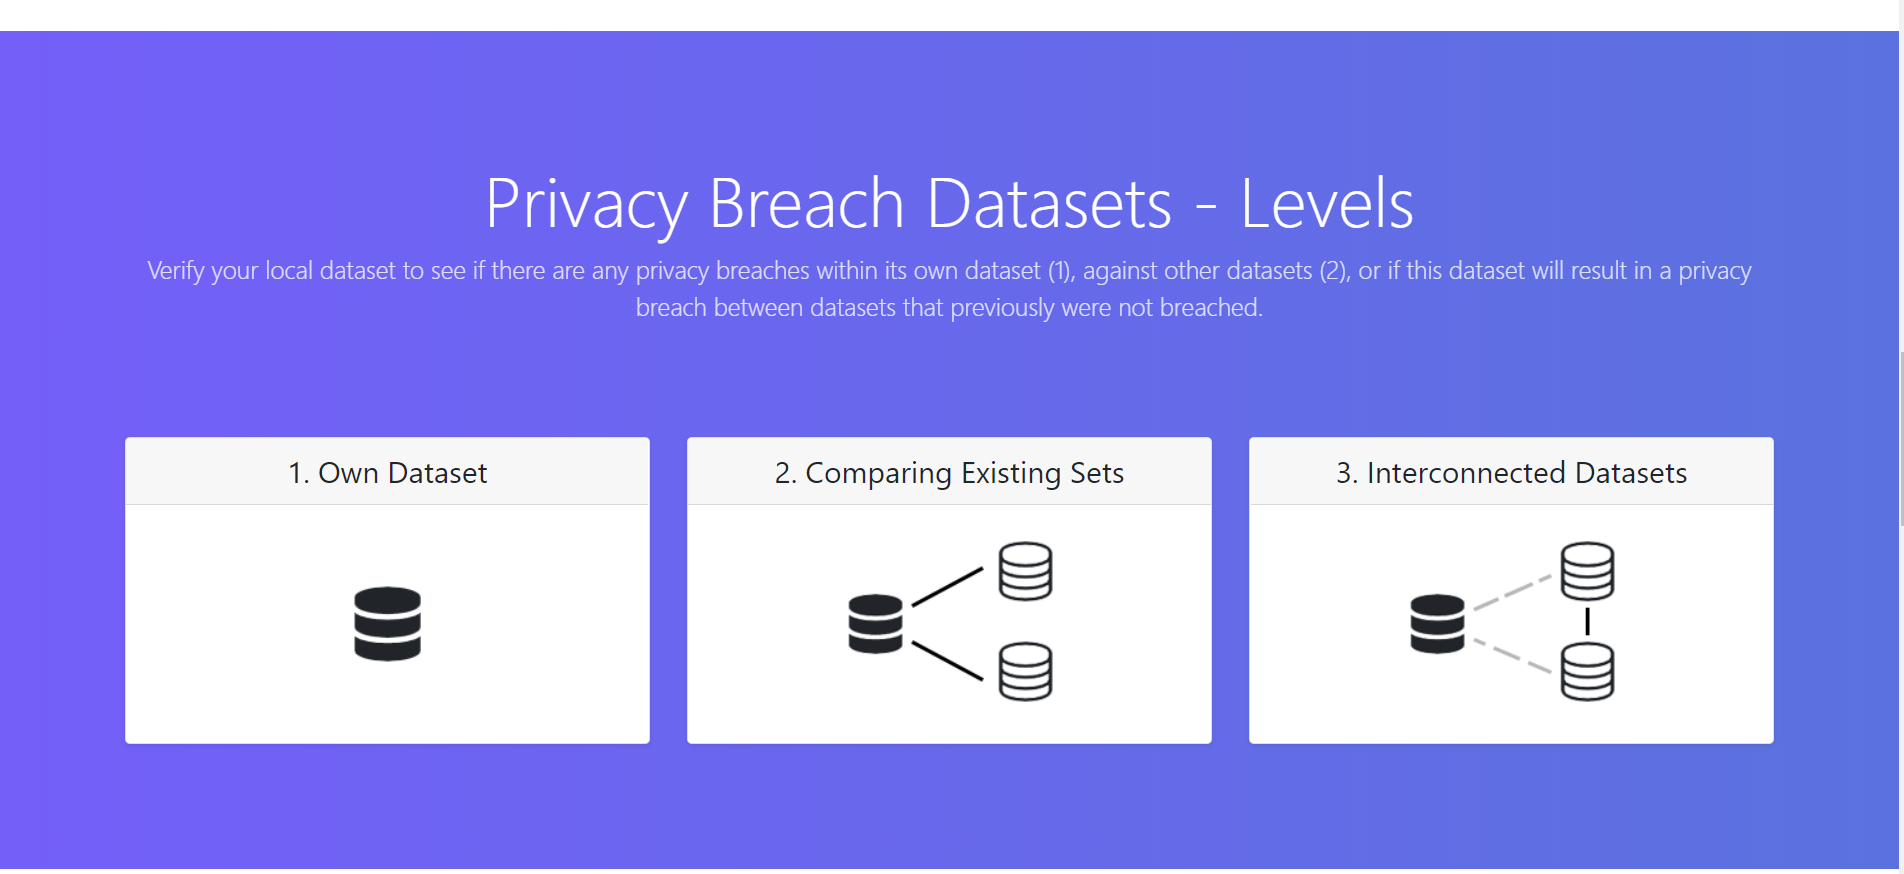 Privacy Breach Datasets - Levels
Verify your local dataset to see if there are any privacy breaches within its own dataset (1), against other datasets (2), or if this dataset will result in a privacy
breach between datasets that previously were not breached.
1. Own Dataset
2. Comparing Existing Sets
3. Interconnected Datasets